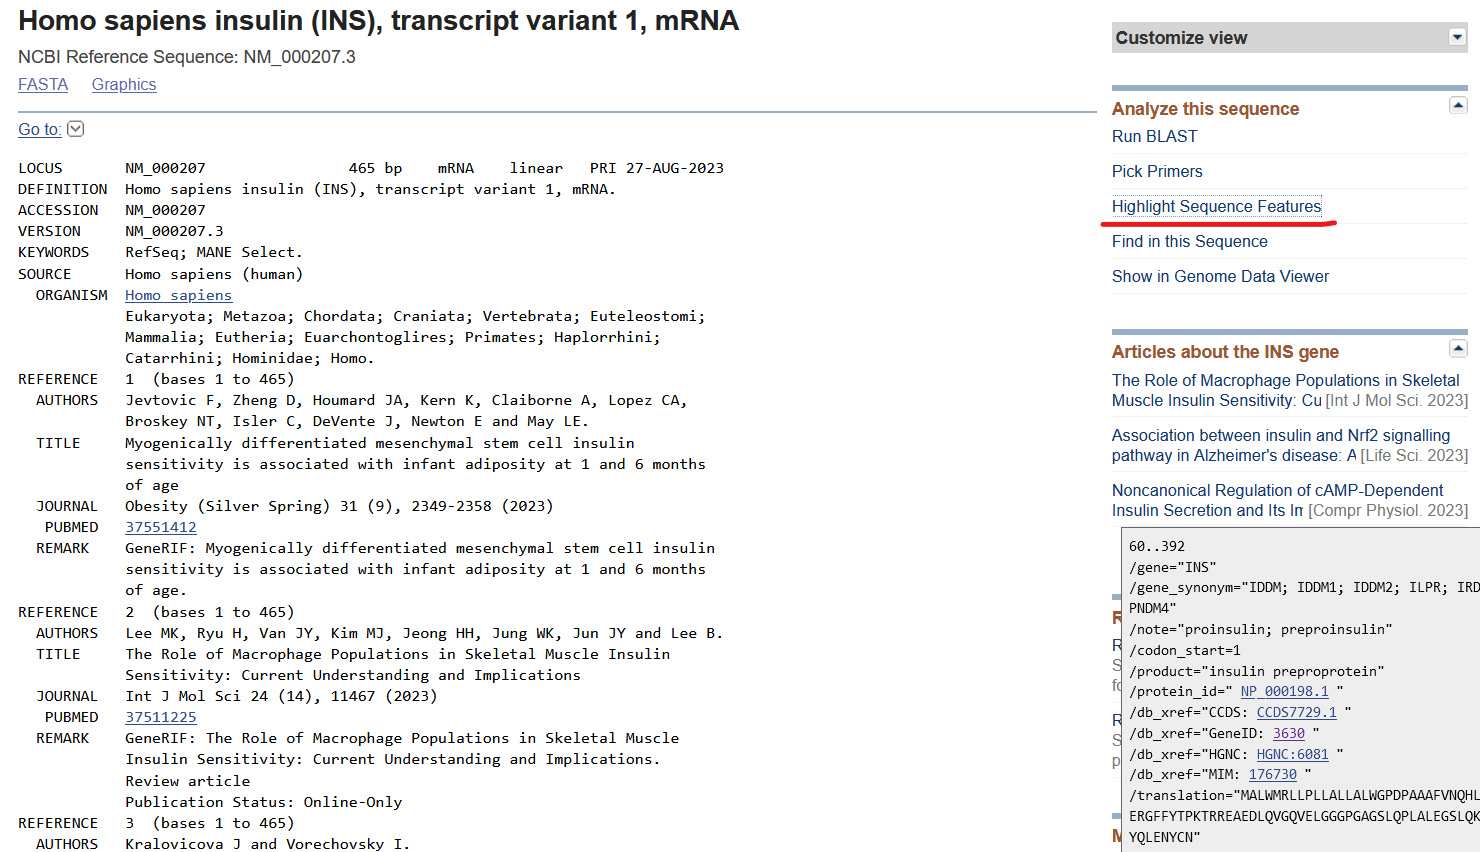 Homo sapiens insulin (INS), transcript variant 1, mRNA
NCBI Reference Sequence: NM_000207.3
FASTA Graphics
Go to:
LOCUS NM_000207 465 bp mRNA linear PRI 27-AUG-2023
DEFINITION Homo sapiens insulin (INS), transcript variant 1, mRNA.
ACCESSION NM_000207
VERSION NM_000207.3
KEYWORDS RefSeq; MANE Select.
SOURCE Homo sapiens (human)
ORGANISM Homo sapiens
Eukaryota; Metazoa; Chordata; Craniata; Vertebrata; Euteleostomi;
Mammalia; Eutheria; Euarchontoglires; Primates; Haplorrhini;
Catarrhini; Hominidae; Homo.
REFERENCE 1 (bases 1 to 465)
AUTHORS Jevtovic F, Zheng D, Houmard JA, Kern K, Claiborne A, Lopez CA,
Broskey NT, Isler C, DeVente J, Newton E and May LE.
TITLE Myogenically differentiated mesenchymal stem cell insulin
sensitivity is associated with infant adiposity at 1 and 6 months
of age
JOURNAL Obesity (Silver Spring) 31 (9), 2349-2358 (2023)
PUBMED 37551412
REMARK GeneRIF: Myogenically differentiated mesenchymal stem cell insulin
sensitivity is associated with infant adiposity at 1 and 6 months
of age.
REFERENCE 2 (bases 1 to 465)
AUTHORS Lee MK, Ryu H, Van JY, Kim MJ, Jeong HH, Jung WK, Jun JY and Lee B.
TITLE The Role of Macrophage Populations in Skeletal Muscle Insulin
Sensitivity: Current Understanding and Implications
JOURNAL Int J Mol Sci 24 (14), 11467 (2023)
PUBMED 37511225
REMARK GeneRIF: The Role of Macrophage Populations in Skeletal Muscle
Insulin Sensitivity: Current Understanding and Implications.
Review article
Publication Status: Online-Only
REFERENCE 3 (bases 1 to 465)
AUTHORS Kralovicova J and Vorechovsky I.
Customize view
Analyze this sequence
Run BLAST
Pick Primers
Highlight Sequence Features
Find in this Sequence
Show in Genome Data Viewer
Articles about the INS gene
The Role of Macrophage Populations in Skeletal
Muscle Insulin Sensitivity: Cu [Int J Mol Sci. 2023]
Association between insulin and Nrf2 signalling
pathway in Alzheimer's disease: A [Life Sci. 2023]
Noncanonical Regulation of cAMP-Dependent
Insulin Secretion and Its Im [Compr Physiol. 2023]
60..392
/gene="INS"
/gene_synonym="IDDM; IDDM1; IDDM2; ILPR; IRD
PNDM4"
/note="proinsulin; preproinsulin"
/codon_start=1
/product="insulin preproprotein"
/protein_id=" NP_000198.1 "
/db_xref="CCDS: CCDS7729.1 "
/db_xref="GeneID: 3630 "
/db_xref="HGNC: HGNC:6081 "
/db_xref="MIM: 176730 "
/translation="MALWMRLLPLLALLALWGPDPAAAFVNQHL
ERGFFYTPKTRREAEDLQVGQVELGGGPGAGSLQPLALEGSLQK
YQLENYCN"